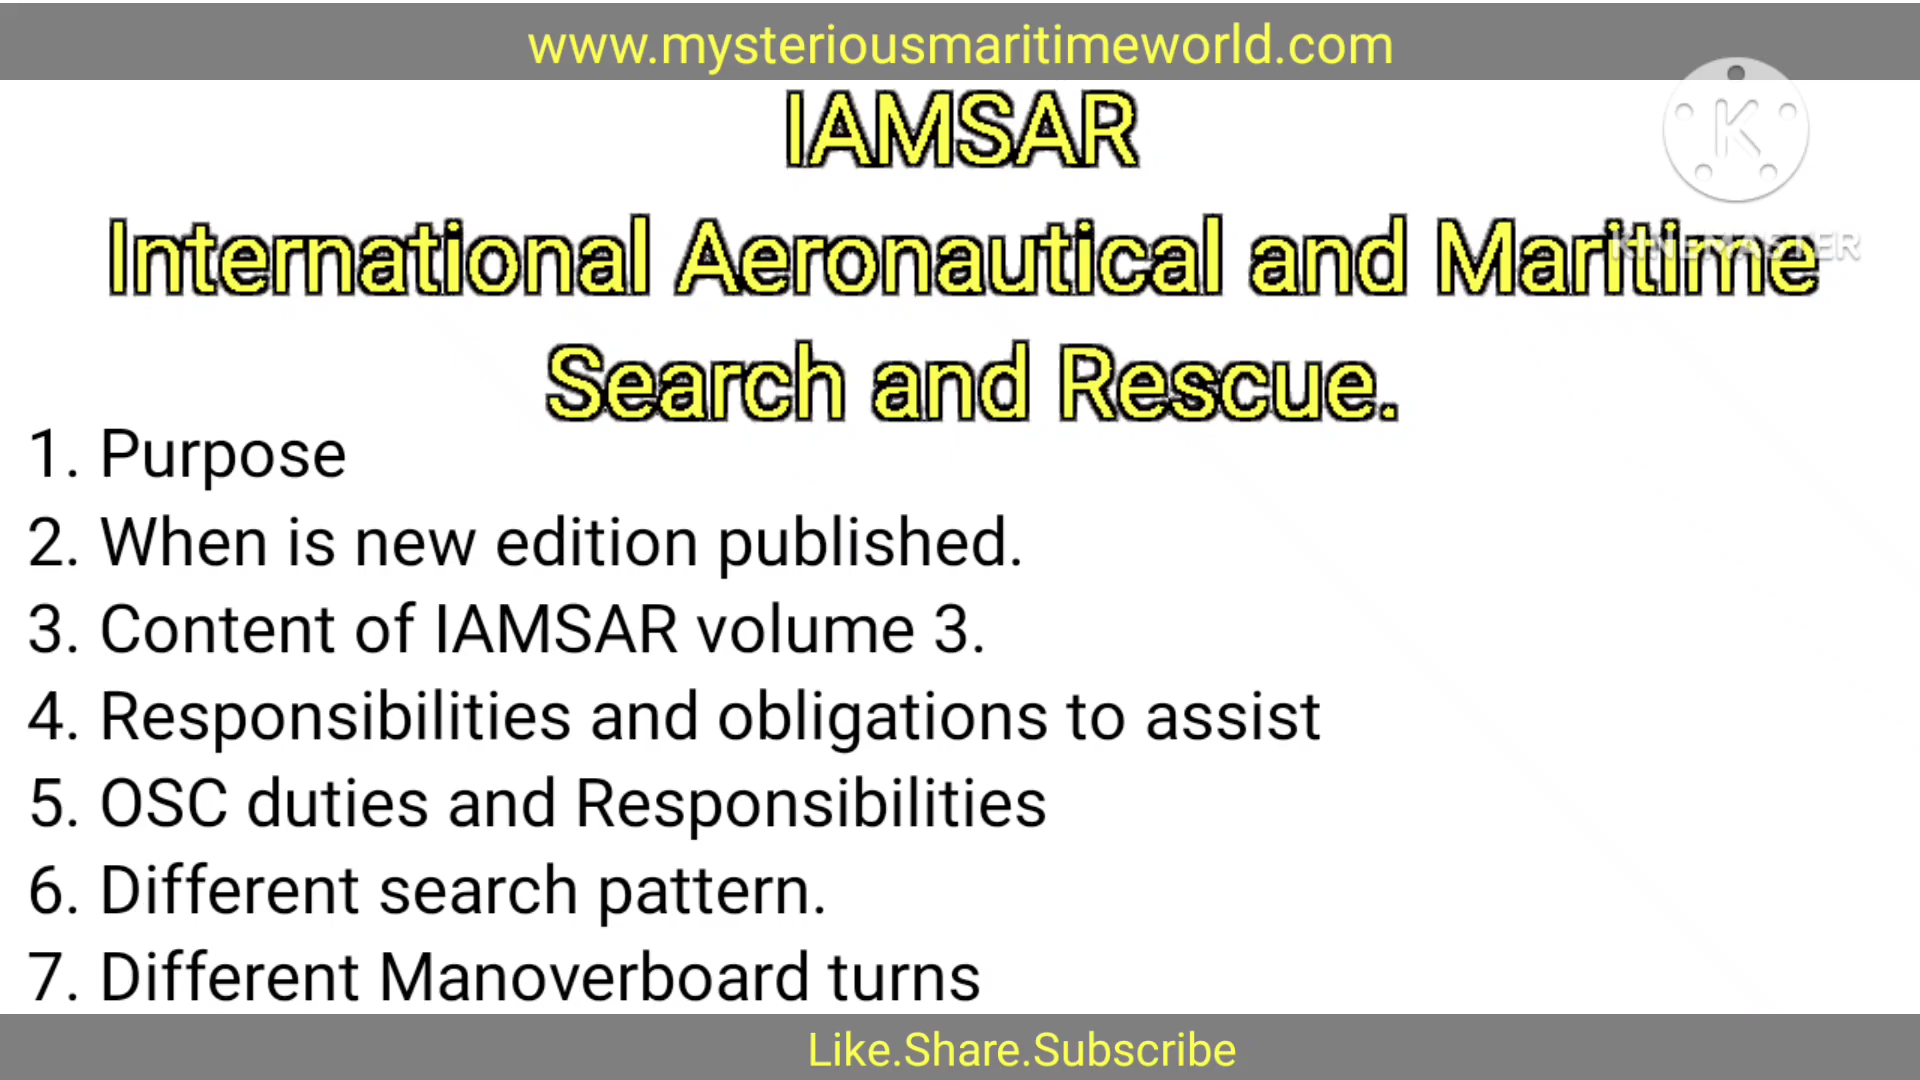 www.mysteriousmaritimeworld.com
IAMSAR
K
International Aeronautical and Maritime
KINEMASTER
Search and Rescue.
1. Purpose
2. When is new edition published.
3. Content of IAMSAR volume 3.
4. Responsibilities and obligations to assist
5. OSC duties and Responsibilities
6. Different search pattern.
7. Different Manoverboard turns
Like.Share.Subscribe